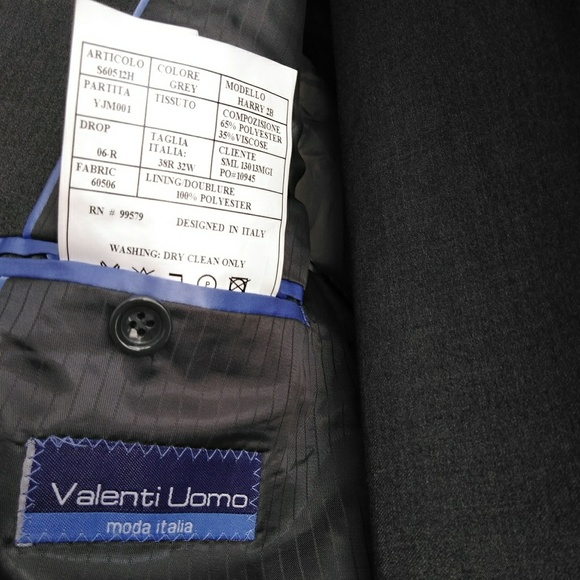 ARTICOLO
S60512H
COLORE
GREY
MODELLO
HARRY 2B
PARTITA
YJM001
TISSUTO
COMPOZISIONE
65% POLYESTER
35%VISCOSE
DROP
06-R
TAGLIA
ITALIA:
38R 32W
CLIENTE
SML 13013MGI
PO#10945
FABRIC
60506
LINING/DOUBLURE
100% POLYESTER
RN # 99579
DESIGNED IN ITALY
WASHING: DRY CLEAN ONLY
P
Valenti Uomo
moda italia